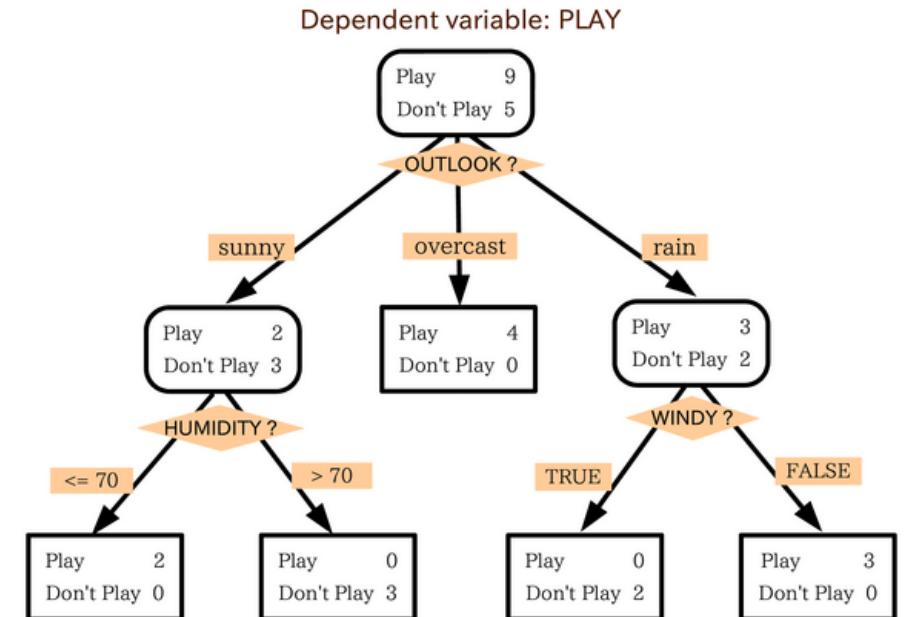 Dependent variable: PLAY
Play 9
Don't Play 5
OUTLOOK ?
sunny
overcast
rain
Play 2
Don't Play 3
Play 4
Don't Play 0
Play 3
Don't Play 2
HUMIDITY ?
WINDY ?
<= 70
> 70
TRUE
FALSE
Play 2
Don't Play 0
Play 0
Don't Play 3
Play 0
Don't Play 2
Play 3
Don't Play 0